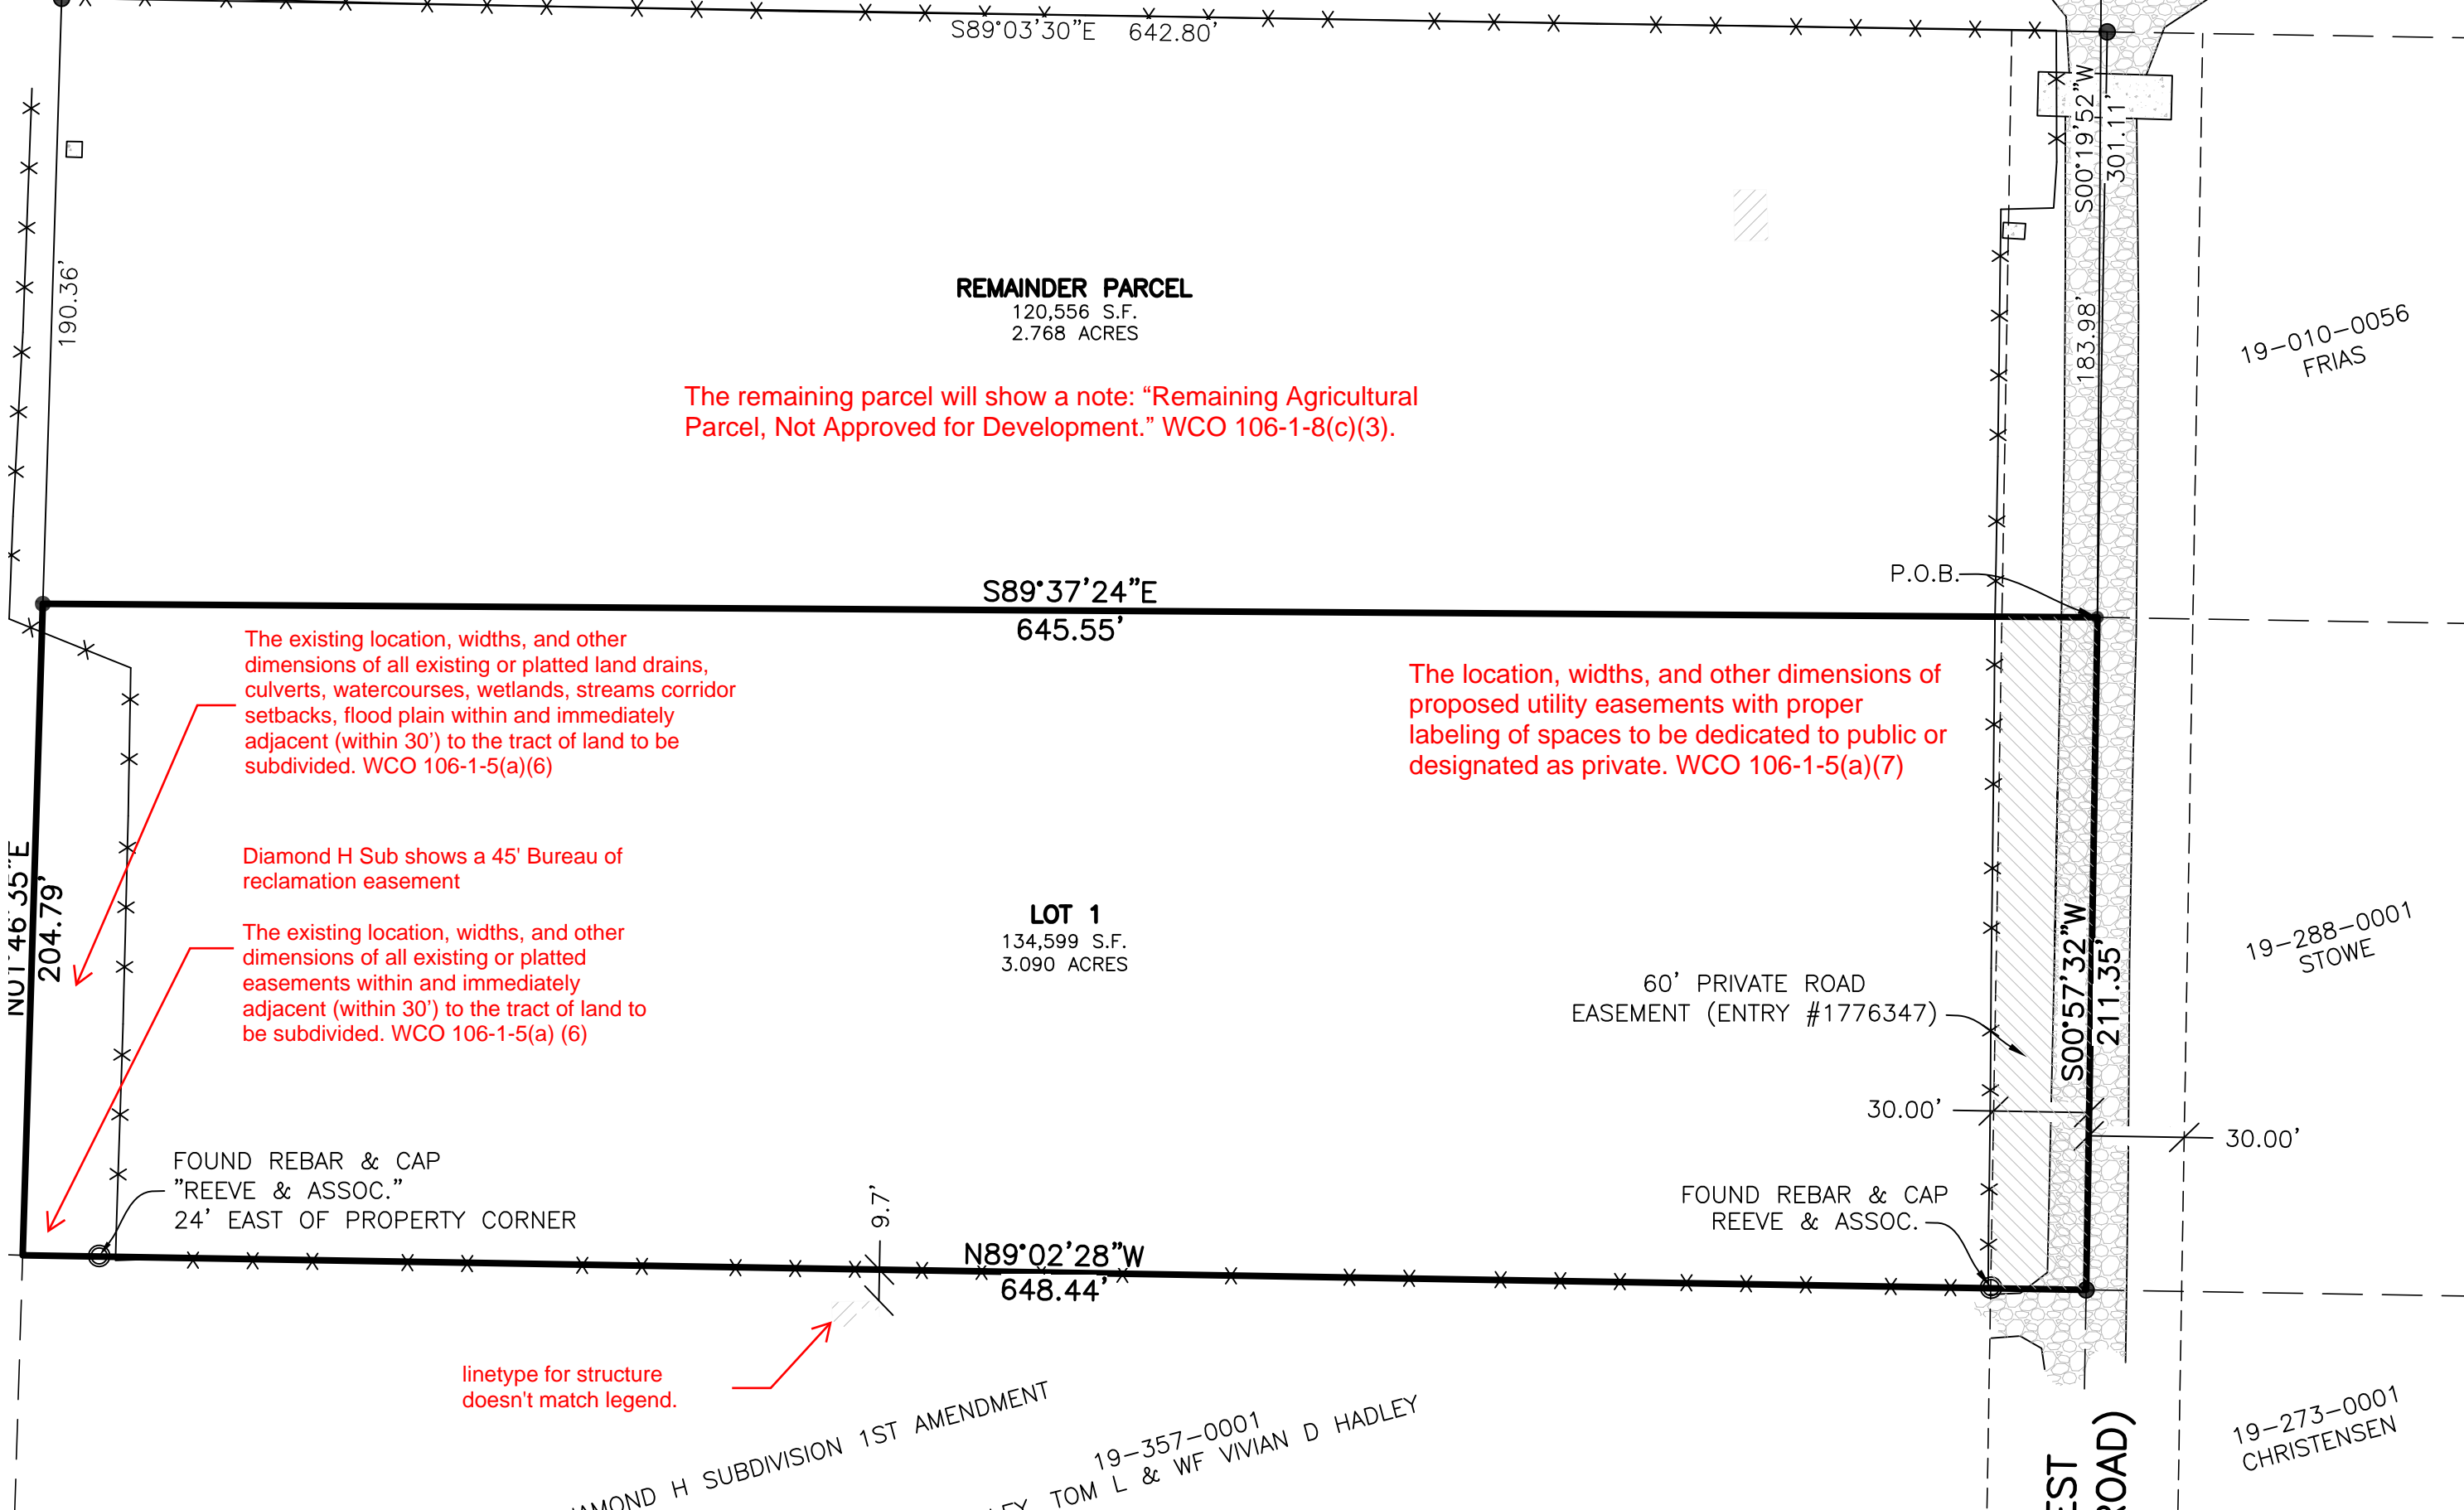 S89°03'30"E 642.80'
S00°19'52"W
301.11'
190.36'
183.98'
REMAINDER PARCEL
120,556 S.F.
2.768 ACRES
19-010-0056
FRIAS
The remaining parcel will show a note: “Remaining Agricultural
Parcel, Not Approved for Development.” WCO 106-1-8(c)(3).
P.O.B.
S89°37'24"E
645.55'
The existing location, widths, and other
dimensions of all existing or platted land drains,
culverts, watercourses, wetlands, streams corridor
setbacks, flood plain within and immediately
adjacent (within 30’) to the tract of land to be
subdivided. WCO 106-1-5(a)(6)
The location, widths, and other dimensions of
proposed utility easements with proper
labeling of spaces to be dedicated to public or
designated as private. WCO 106-1-5(a)(7)
Diamond H Sub shows a 45' Bureau of
reclamation easement
N01°46'35"E
204.79'
The existing location, widths, and other
dimensions of all existing or platted
easements within and immediately
adjacent (within 30’) to the tract of land to
be subdivided. WCO 106-1-5(a) (6)
LOT 1
134,599 S.F.
3.090 ACRES
60' PRIVATE ROAD
EASEMENT (ENTRY #1776347)
S00°57'32"W
211.35'
19-288-0001
STOWE
30.00'
30.00'
FOUND REBAR & CAP
"REEVE & ASSOC."
24' EAST OF PROPERTY CORNER
9.7'
FOUND REBAR & CAP
REEVE & ASSOC.
N89°02'28"W
648.44'
linetype for structure
doesn't match legend.
AMOND H SUBDIVISION 1ST AMENDMENT
19-357-0001
LEY, TOM L & WF VIVIAN D HADLEY
19-273-0001
CHRISTENSEN
EST
ROAD)